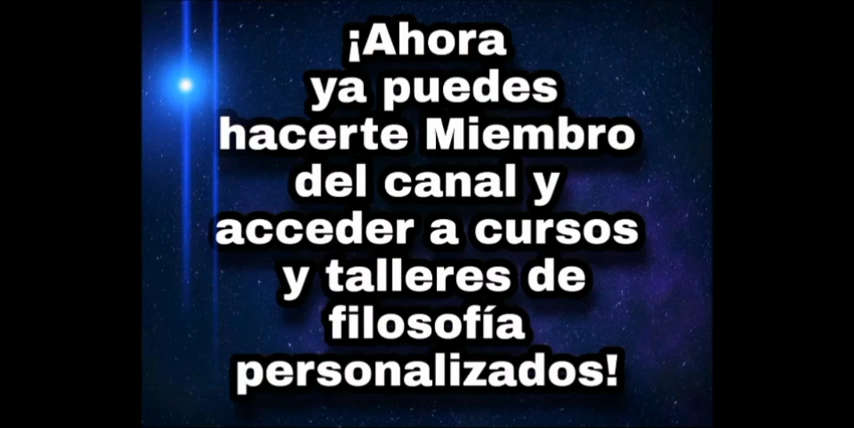 ¡Ahora
ya puedes
hacerte Miembro
del canal y
acceder a cursos
y talleres de
filosofía
personalizados!